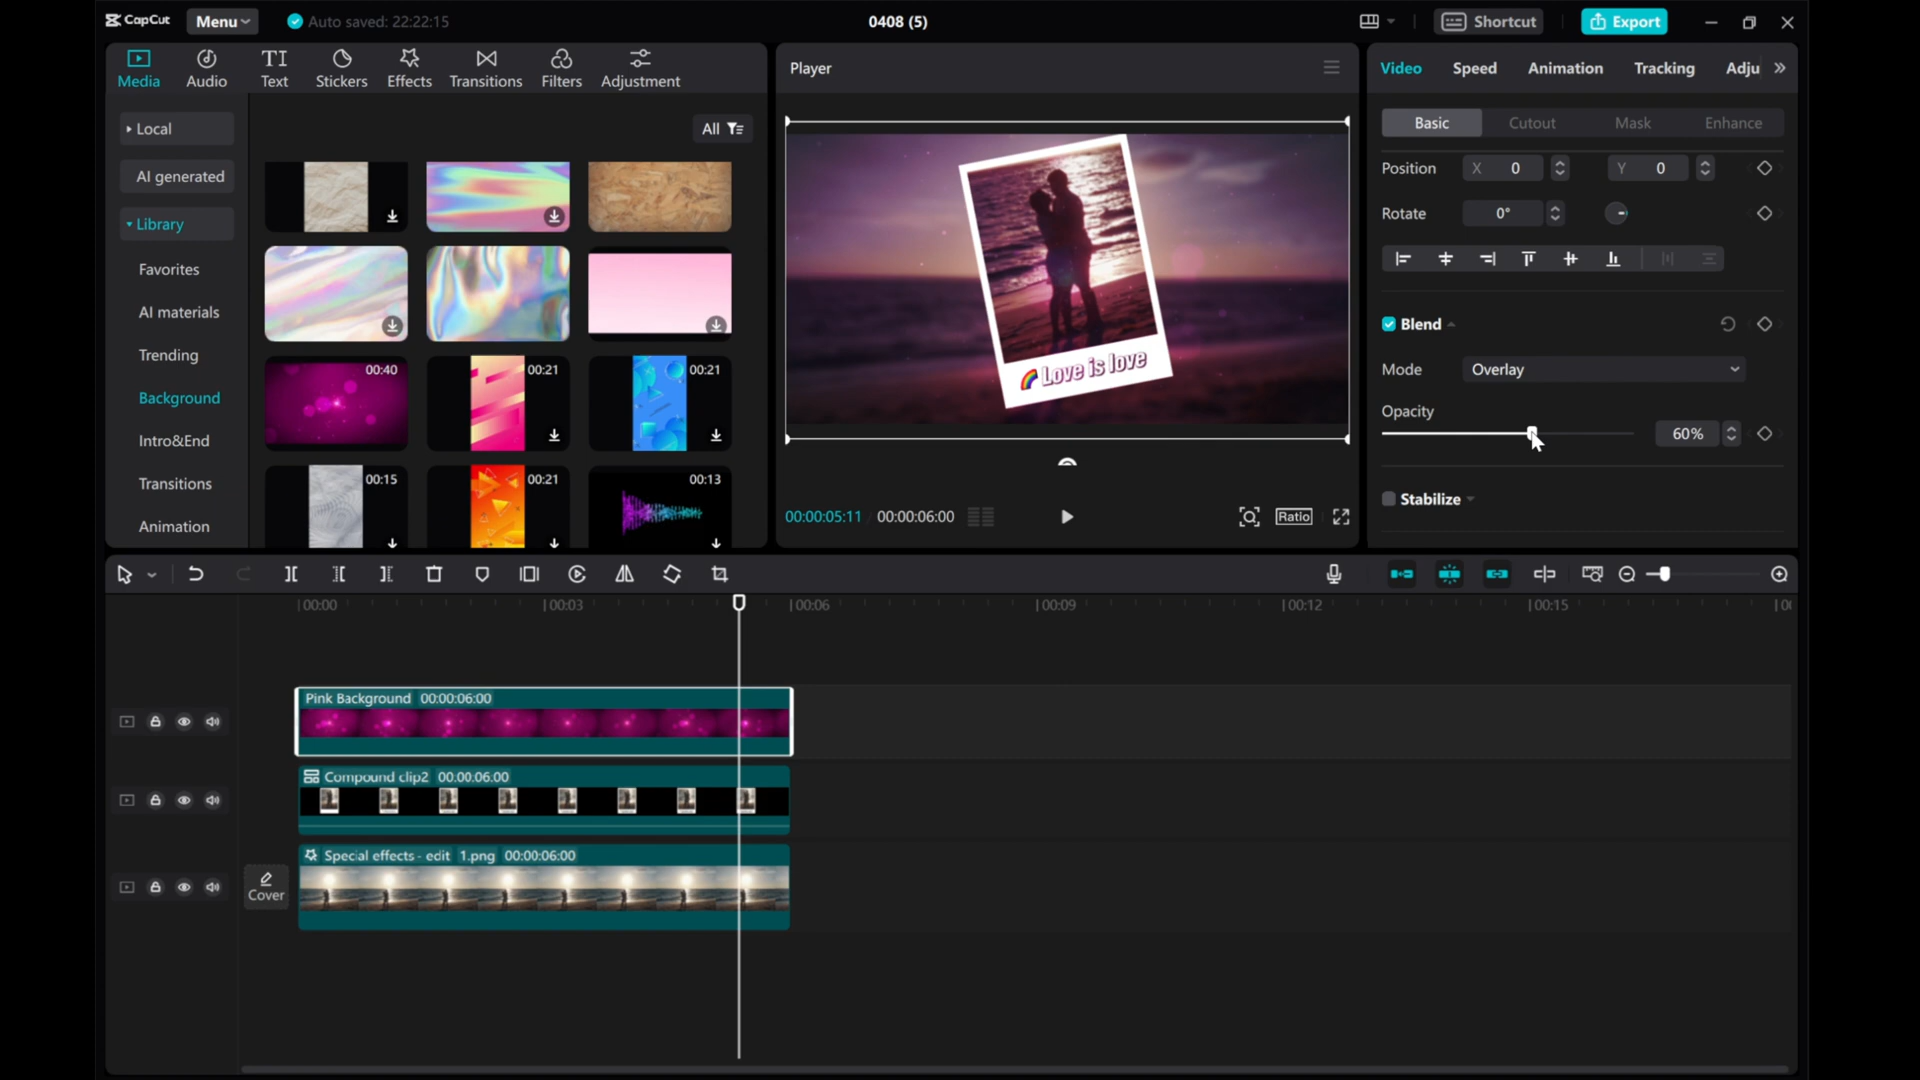 CapCut Menu Auto saved: 22:22:15 0408 (5) Shortcut Export
Media Audio Text Stickers Effects Transitions Filters Adjustment
Player
Video Speed Animation Tracking Adju
Local
AI generated
Library
Favorites
AI materials
Trending
Background
Intro&End
Transitions
Animation
All
00:40 00:21 00:21
00:15 00:21 00:13
Love is love
00:00:05:11 00:00:06:00 Ratio
Basic Cutout Mask Enhance
Position X 0 Y 0
Rotate 0°
Blend
Mode Overlay
Opacity
60%
Stabilize
00:00 00:03 00:06 00:09 00:12 00:15
Pink Background 00:00:06:00
Compound clip2 00:00:06:00
Cover
Special effects - edit 1.png 00:00:06:00